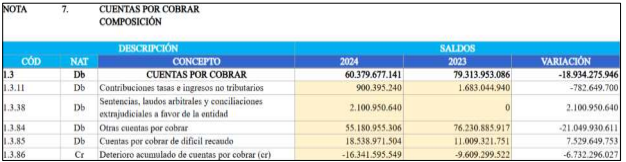 NOTA 7. CUENTAS POR COBRAR
COMPOSICIÓN
DESCRIPCIÓN SALDOS
CÓD NAT CONCEPTO 2024 2023 VARIACIÓN
1.3 Db CUENTAS POR COBRAR 60.379.677.141 79.313.953.086 -18.934.275.946
1.3.11 Db Contribuciones tasas e ingresos no tributarios 900.395.240 1.683.044.940 -782.649.700
1.3.38 Db Sentencias, laudos arbitrales y conciliaciones
extrajudiciales a favor de la entidad 2.100.950.640 0 2.100.950.640
1.3.84 Db Otras cuentas por cobrar 55.180.955.306 76.230.885.917 -21.049.930.611
1.3.85 Db Cuentas por cobrar de difícil recaudo 18.538.971.504 11.009.321.751 7.529.649.753
1.3.86 Cr Deterioro acumulado de cuentas por cobrar (cr) -16.341.595.549 -9.609.299.522 -6.732.296.027